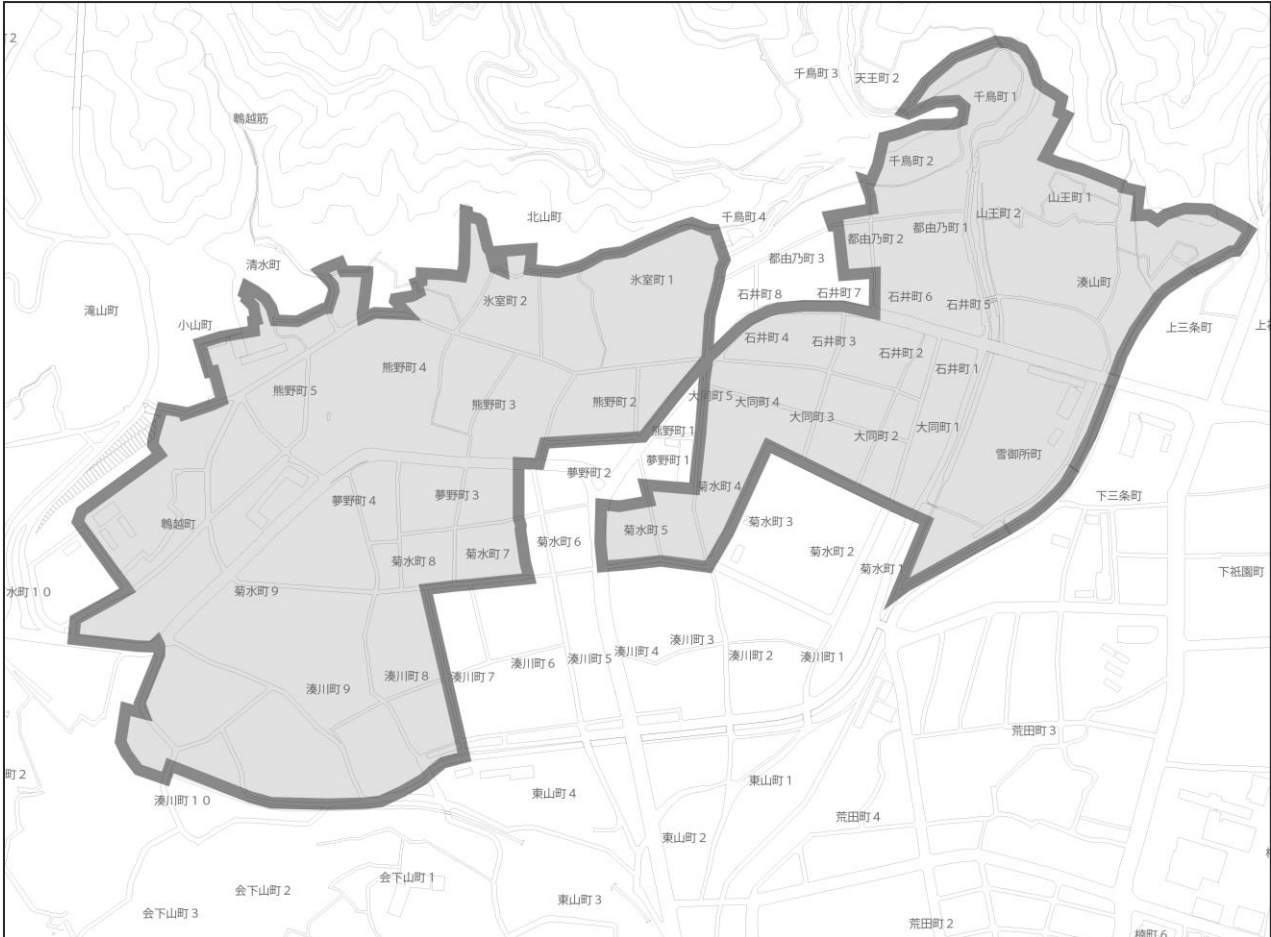 千鳥町３
天王町２
千鳥町１
鵯越筋
千鳥町２
山王町１
北山町
千鳥町４
山王町２
都由乃町１
都由乃町２
都由乃町３
清水町
氷室町１
湊山町
石井町８
石井町７
石井町６
石井町５
氷室町２
滝山町
小山町
上三条町
石井町４
石井町３
石井町２
石井町１
熊野町４
熊野町５
熊野町３
熊野町２
大同町５
大同町４
大同町３
大同町２
大同町１
熊野町１
夢野町１
夢野町２
雪御所町
夢野町４
夢野町３
菊水町４
下三条町
鵯越町
菊水町５
菊水町３
菊水町６
菊水町７
菊水町８
菊水町２
菊水町１
下祇園町
水町１０
菊水町９
湊川町３
湊川町４
湊川町５
湊川町６
湊川町２
湊川町１
湊川町７
湊川町８
湊川町９
荒田町３
町２
東山町１
東山町４
湊川町１０
荒田町４
東山町２
会下山町１
会下山町２
東山町３
会下山町３
荒田町２
楠町６